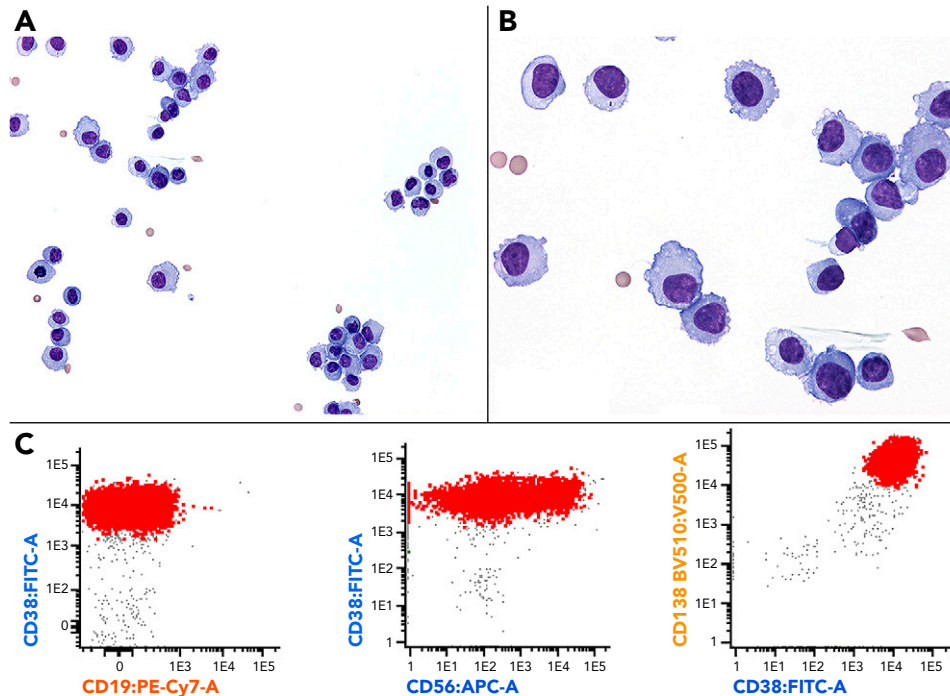 A
B
C
CD38:FITC-A
1E5
1E4
1E3
1E2
0
0
1E3
1E4
1E5
CD19:PE-Cy7-A
CD38:FITC-A
1E5
1E4
1E3
1E2
1E1
1
1
1E1
1E2
1E3
1E4
1E5
CD56:APC-A
CD138 BV510:V500-A
1E5
1E4
1E3
1E2
1E1
1
1
1E1
1E2
1E3
1E4
1E5
CD38:FITC-A